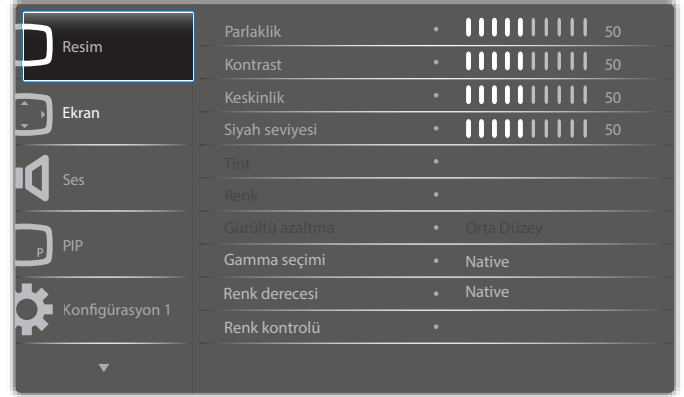 Resim
Ekran
Ses
P
PIP
Konfigürasyon 1
Parlaklik • 50
Kontrast • 50
Keskinlik • 50
Siyah seviyesi • 50
Tint •
Renk •
Gürültü azaltma • Orta Düzey
Gamma seçimi • Native
Renk derecesi • Native
Renk kontrolü •